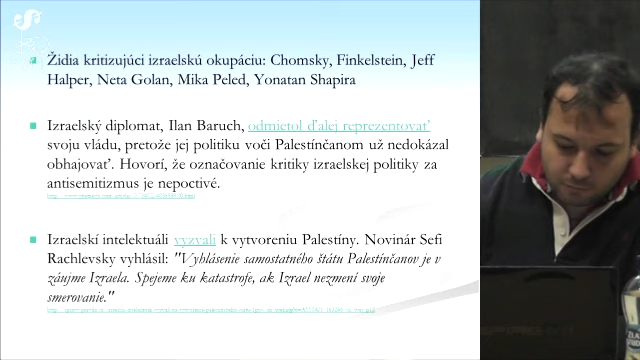 Židia kritizujúci izraelskú okupáciu: Chomsky, Finkelstein, Jeff
Halper, Neta Golan, Mika Peled, Yonatan Shapira
Izraelský diplomat, Ilan Baruch, odmietol ďalej reprezentovať
svoju vládu, pretože jej politiku voči Palestínčanom už nedokázal
obhajovať. Hovorí, že označovanie kritiky izraelskej politiky za
antisemitizmus je nepoctivé.
Izraelskí intelektuáli vyzvali k vytvoreniu Palestíny. Novinár Sefi
Rachlevsky vyhlásil: "Vyhlásenie samostatného štátu Palestínčanov je v
záujme Izraela. Spejeme ku katastrofe, ak Izrael nezmení svoje
smerovanie."